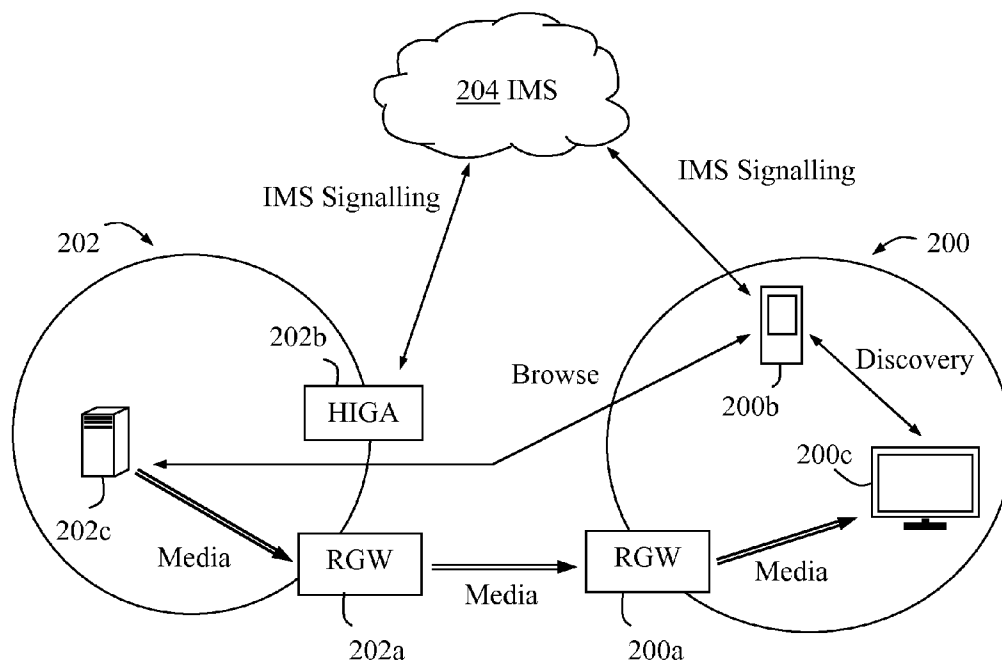 204 IMS
IMS Signalling
IMS Signalling
202
200
202b
HIGA
Browse
Discovery
200b
200c
202c
Media
RGW
Media
RGW
Media
202a
200a